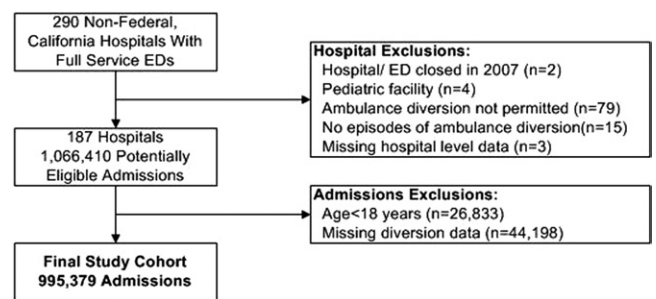 290 Non-Federal,
California Hospitals With
Full Service EDs
Hospital Exclusions:
Hospital/ ED closed in 2007 (n=2)
Pediatric facility (n=4)
Ambulance diversion not permitted (n=79)
No episodes of ambulance diversion(n=15)
Missing hospital level data (n=3)
187 Hospitals
1,066,410 Potentially
Eligible Admissions
Admissions Exclusions:
Age<18 years (n=26,833)
Missing diversion data (n=44,198)
Final Study Cohort
995,379 Admissions